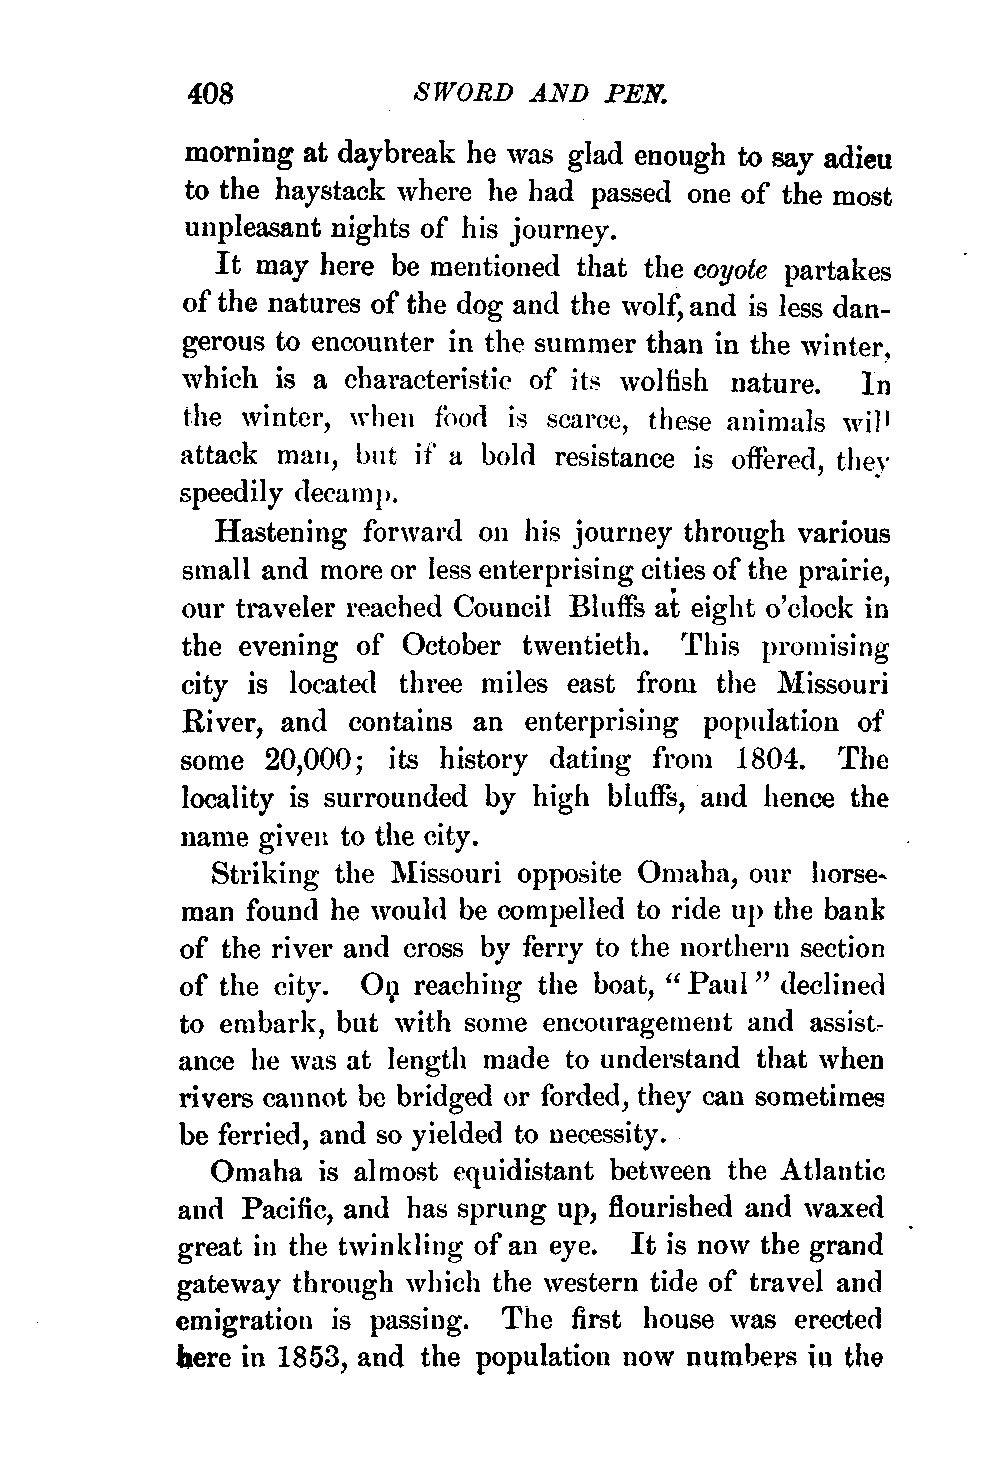 408 SWORD AND PEN.
morning at daybreak he was glad enough to say adieu
to the haystack where he had passed one of the most
unpleasant nights of his journey.
It may here be mentioned that the coyote partakes
of the natures of the dog and the wolf, and is less dan-
gerous to encounter in the summer than in the winter,
which is a characteristic of its wolfish nature. In
the winter, when food is scarce, these animals will
attack man, but if a bold resistance is offered, they
speedily decamp.
Hastening forward on his journey through various
small and more or less enterprising cities of the prairie,
our traveler reached Council Bluffs at eight o'clock in
the evening of October twentieth. This promising
city is located three miles east from the Missouri
River, and contains an enterprising population of
some 20,000; its history dating from 1804. The
locality is surrounded by high bluffs, and hence the
name given to the city.
Striking the Missouri opposite Omaha, our horse-
man found he would be compelled to ride up the bank
of the river and cross by ferry to the northern section
of the city. On reaching the boat, "Paul" declined
to embark, but with some encouragement and assist-
ance he was at length made to understand that when
rivers cannot be bridged or forded, they can sometimes
be ferried, and so yielded to necessity.
Omaha is almost equidistant between the Atlantic
and Pacific, and has sprung up, flourished and waxed
great in the twinkling of an eye. It is now the grand
gateway through which the western tide of travel and
emigration is passing. The first house was erected
here in 1853, and the population now numbers in the